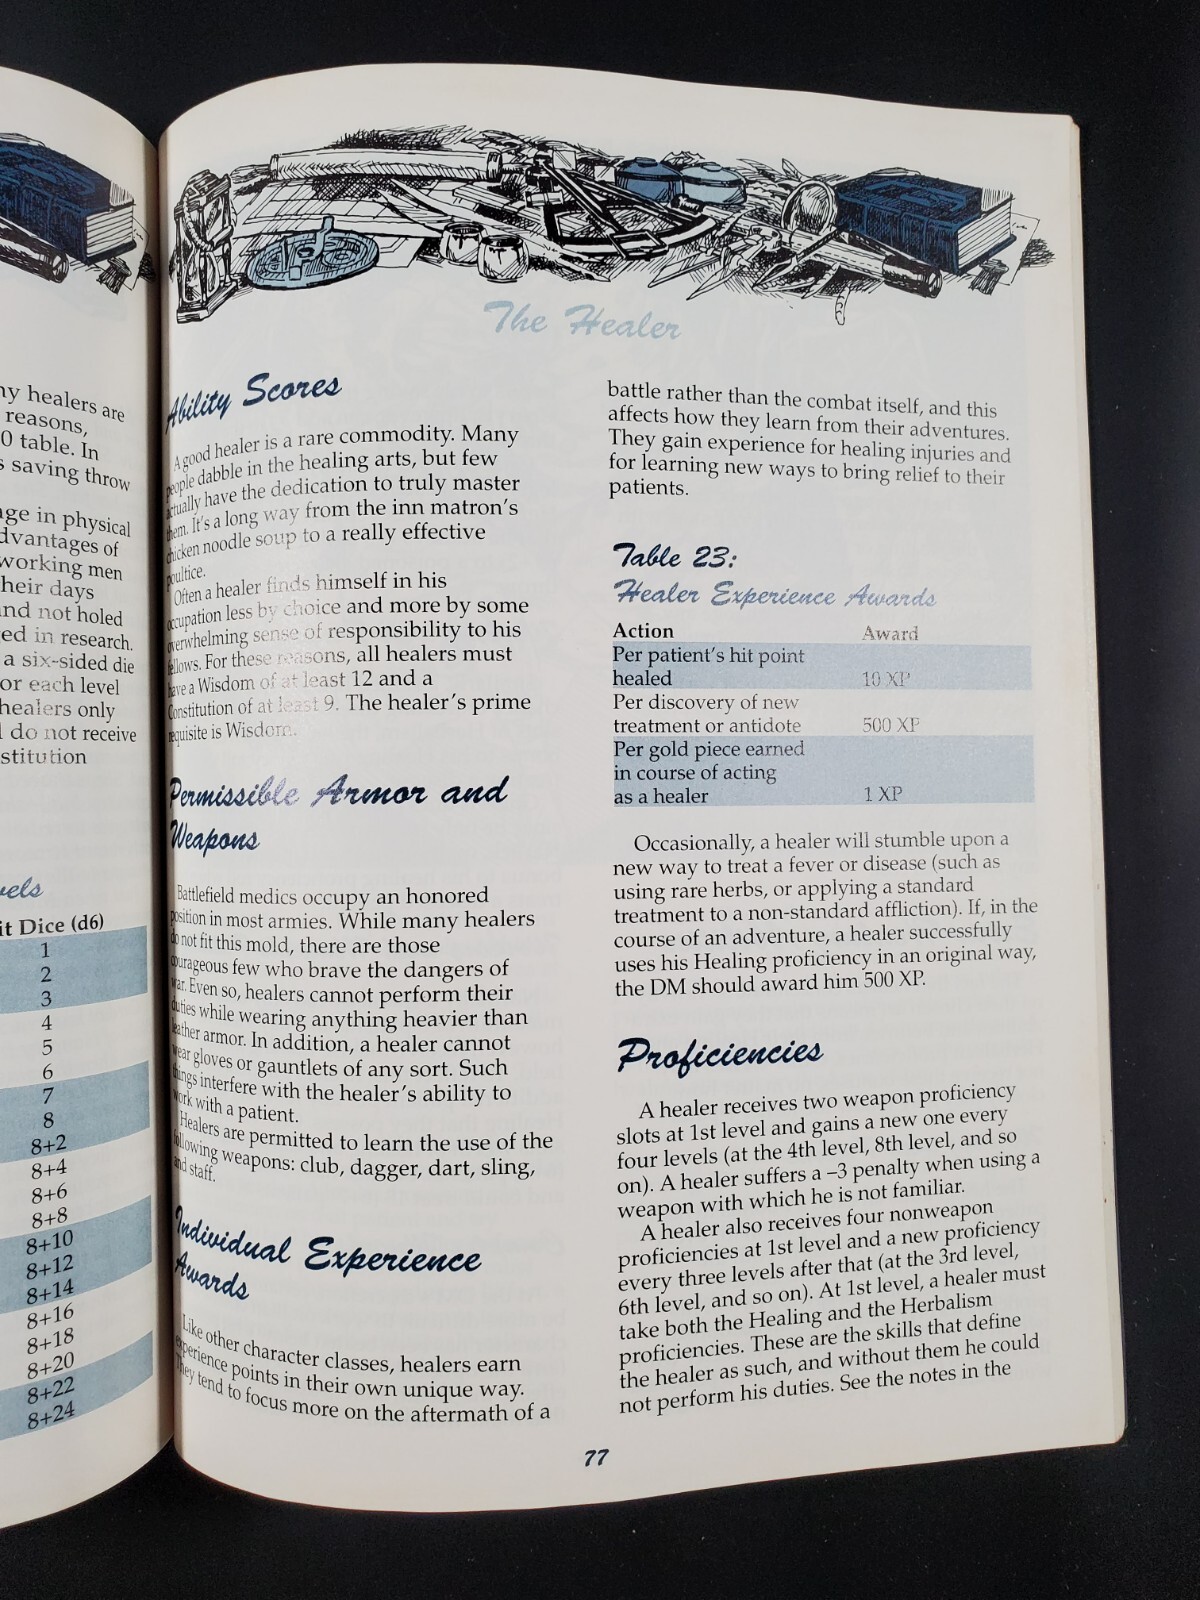 ny healers are
reasons,
0 table. In
s saving throw
age in physical
dvantages of
working men
heir days
and not holed
ed in research.
a six-sided die
or each level
healers only
do not receive
stitution
vels
it Dice (d6)
1
2
3
4
5
6
7
8
8+2
8+4
8+6
8+8
8+10
8+12
8+14
8+16
8+18
8+20
8+22
8+24
The Healer
Ability Scores
A good healer is a rare commodity. Many
people dabble in the healing arts, but few
actually have the dedication to truly master
them. It's a long way from the inn matron's
chicken noodle soup to a really effective
poultice.
Often a healer finds himself in his
occupation less by choice and more by some
overwhelming sense of responsibility to his
fellows. For these reasons, all healers must
have a Wisdom of at least 12 and a
Constitution of at least 9. The healer's prime
requisite is Wisdom.
Permissible Armor and
Weapons
Battlefield medics occupy an honored
position in most armies. While many healers
do not fit this mold, there are those
courageous few who brave the dangers of
war. Even so, healers cannot perform their
duties while wearing anything heavier than
leather armor. In addition, a healer cannot
wear gloves or gauntlets of any sort. Such
things interfere with the healer's ability to
work with a patient.
Healers are permitted to learn the use of the
following weapons: club, dagger, dart, sling,
and staff.
Individual Experience
Awards
Like other character classes, healers earn
experience points in their own unique way.
They tend to focus more on the aftermath of a
battle rather than the combat itself, and this
affects how they learn from their adventures.
They gain experience for healing injuries and
for learning new ways to bring relief to their
patients.
Table 23:
Healer Experience Awards
Action Award
Per patient's hit point
healed 10 XP
Per discovery of new
treatment or antidote 500 XP
Per gold piece earned
in course of acting
as a healer 1 XP
Occasionally, a healer will stumble upon a
new way to treat a fever or disease (such as
using rare herbs, or applying a standard
treatment to a non-standard affliction). If, in the
course of an adventure, a healer successfully
uses his Healing proficiency in an original way,
the DM should award him 500 XP.
Proficiencies
A healer receives two weapon proficiency
slots at 1st level and gains a new one every
four levels (at the 4th level, 8th level, and so
on). A healer suffers a –3 penalty when using a
weapon with which he is not familiar.
A healer also receives four nonweapon
proficiencies at 1st level and a new proficiency
every three levels after that (at the 3rd level,
6th level, and so on). At 1st level, a healer must
take both the Healing and the Herbalism
proficiencies. These are the skills that define
the healer as such, and without them he could
not perform his duties. See the notes in the
77